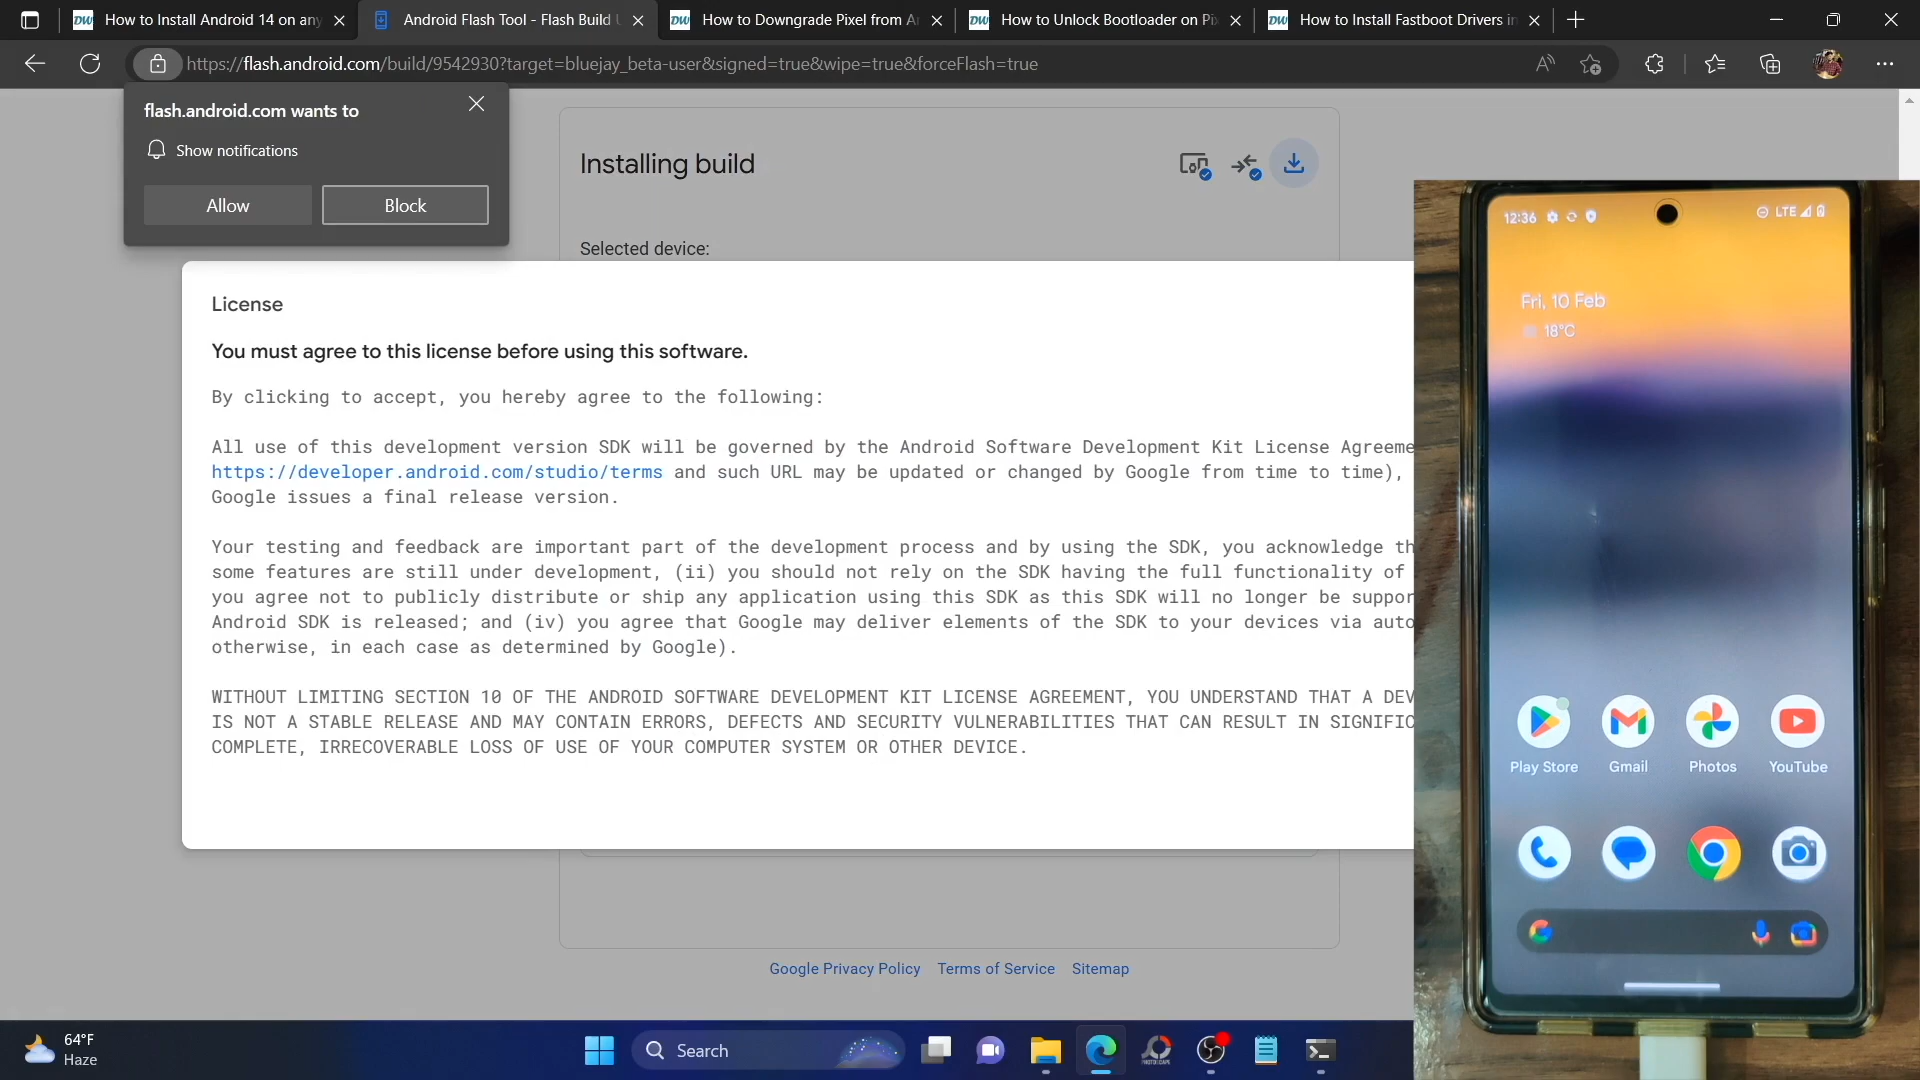 How to Install Android 14 on any
Android Flash Tool - Flash Build U
DW
How to Downgrade Pixel from A
DW
How to Unlock Bootloader on Pi
DW
How to Install Fastboot Drivers in
DW
https://flash.android.com/build/9542930?target=bluejay_beta-user&signed=true&wipe=true&forceFlash=true
flash.android.com wants to
Show notifications
Allow
Block
Installing build
Selected device:
License
You must agree to this license before using this software.
By clicking to accept, you hereby agree to the following:
All use of this development version SDK will be governed by the Android Software Development Kit License Agreeme
https://developer.android.com/studio/terms and such URL may be updated or changed by Google from time to time),
Google issues a final release version.
Your testing and feedback are important part of the development process and by using the SDK, you acknowledge th
some features are still under development, (ii) you should not rely on the SDK having the full functionality of
you agree not to publicly distribute or ship any application using this SDK as this SDK will no longer be suppor
Android SDK is released; and (iv) you agree that Google may deliver elements of the SDK to your devices via auto
otherwise, in each case as determined by Google).
WITHOUT LIMITING SECTION 10 OF THE ANDROID SOFTWARE DEVELOPMENT KIT LICENSE AGREEMENT, YOU UNDERSTAND THAT A DEV
IS NOT A STABLE RELEASE AND MAY CONTAIN ERRORS, DEFECTS AND SECURITY VULNERABILITIES THAT CAN RESULT IN SIGNIFIC
COMPLETE, IRRECOVERABLE LOSS OF USE OF YOUR COMPUTER SYSTEM OR OTHER DEVICE.
Google Privacy Policy Terms of Service Sitemap
12:36
LTE
Fri, 10 Feb
18°C
Play Store
Gmail
Photos
YouTube
64°F
Haze
Search